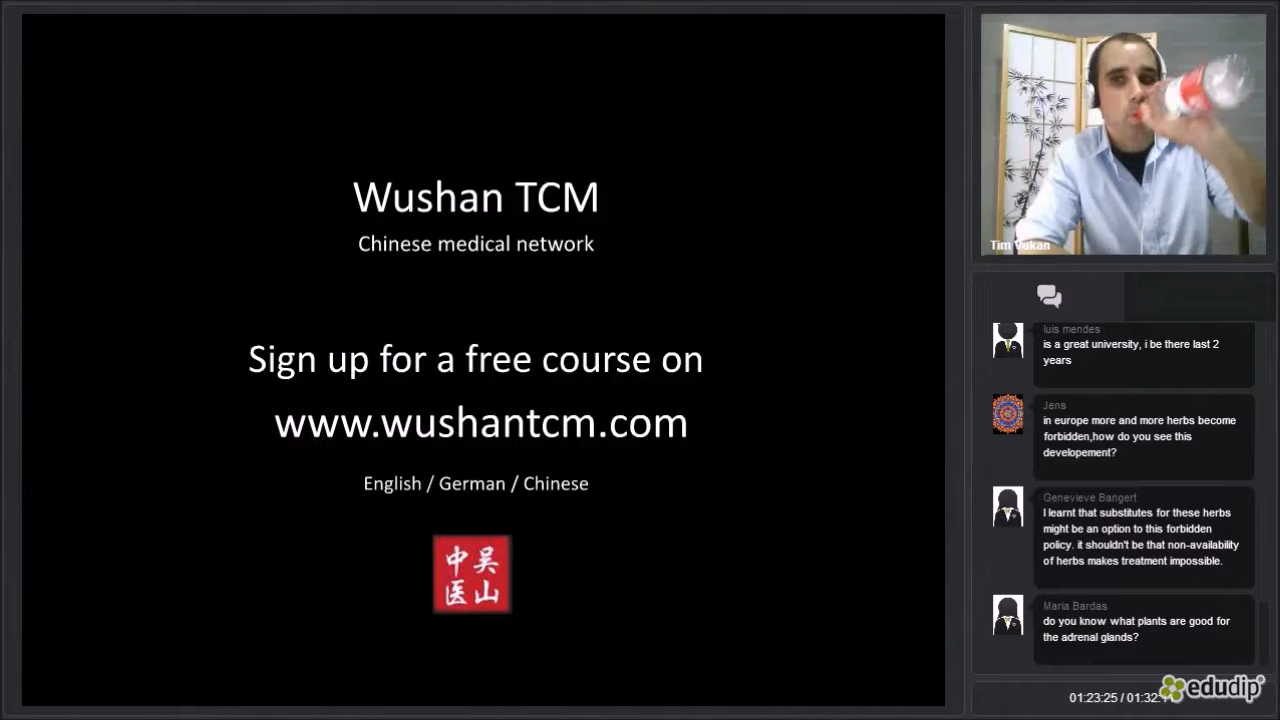 Wushan TCM
Chinese medical network
Sign up for a free course on
www.wushantcm.com
English / German / Chinese
中吴
医山
Tim Vukan
luis mendes
is a great university, i be there last 2
years
Jens
in europe more and more herbs become
forbidden,how do you see this
developement?
Genevieve Bangert
I learnt that substitutes for these herbs
might be an option to this forbidden
policy. it shouldn't be that non-availability
of herbs makes treatment impossible.
Maria Bardas
do you know what plants are good for
the adrenal glands?
edudip
01:23:25 / 01:32: